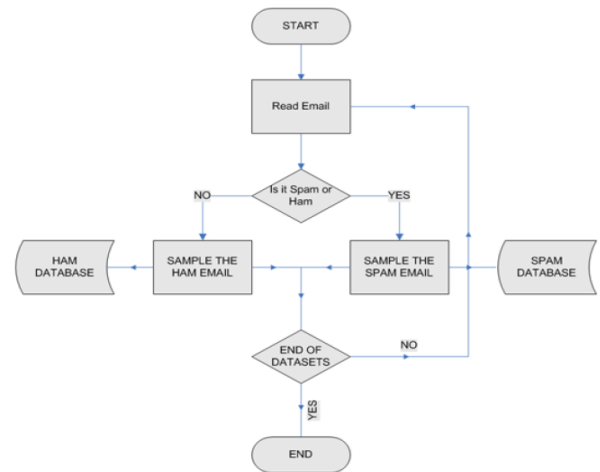 START
Read Email
Is it Spam or
Ham
NO
YES
HAM
DATABASE
SAMPLE THE
HAM EMAIL
SAMPLE THE
SPAM EMAIL
SPAM
DATABASE
END OF
DATASETS
NO
YES
END